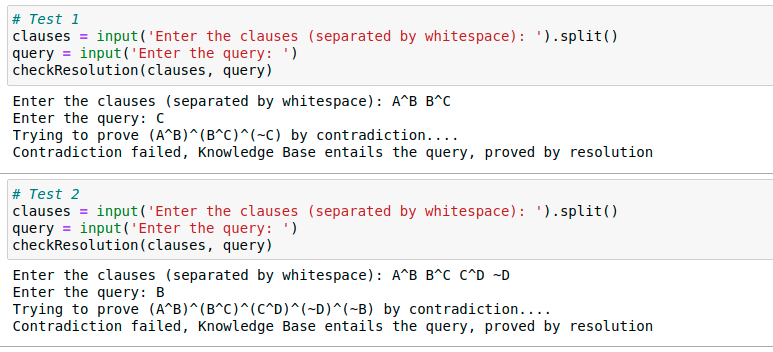 # Test 1
clauses = input('Enter the clauses (separated by whitespace): ').split()
query = input('Enter the query: ')
checkResolution(clauses, query)
Enter the clauses (separated by whitespace): A^B B^C
Enter the query: C
Trying to prove (A^B)^(B^C)^(~C) by contradiction....
Contradiction failed, Knowledge Base entails the query, proved by resolution
# Test 2
clauses = input('Enter the clauses (separated by whitespace): ').split()
query = input('Enter the query: ')
checkResolution(clauses, query)
Enter the clauses (separated by whitespace): A^B B^C C^D ~D
Enter the query: B
Trying to prove (A^B)^(B^C)^(C^D)^(~D)^(~B) by contradiction....
Contradiction failed, Knowledge Base entails the query, proved by resolution